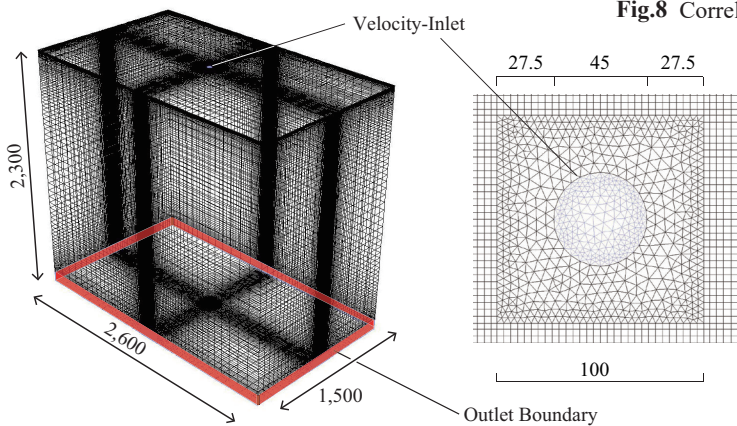 Fig.8 Correl
Velocity-Inlet
27.5 45 27.5
2,300
2,600
1,500
100
Outlet Boundary